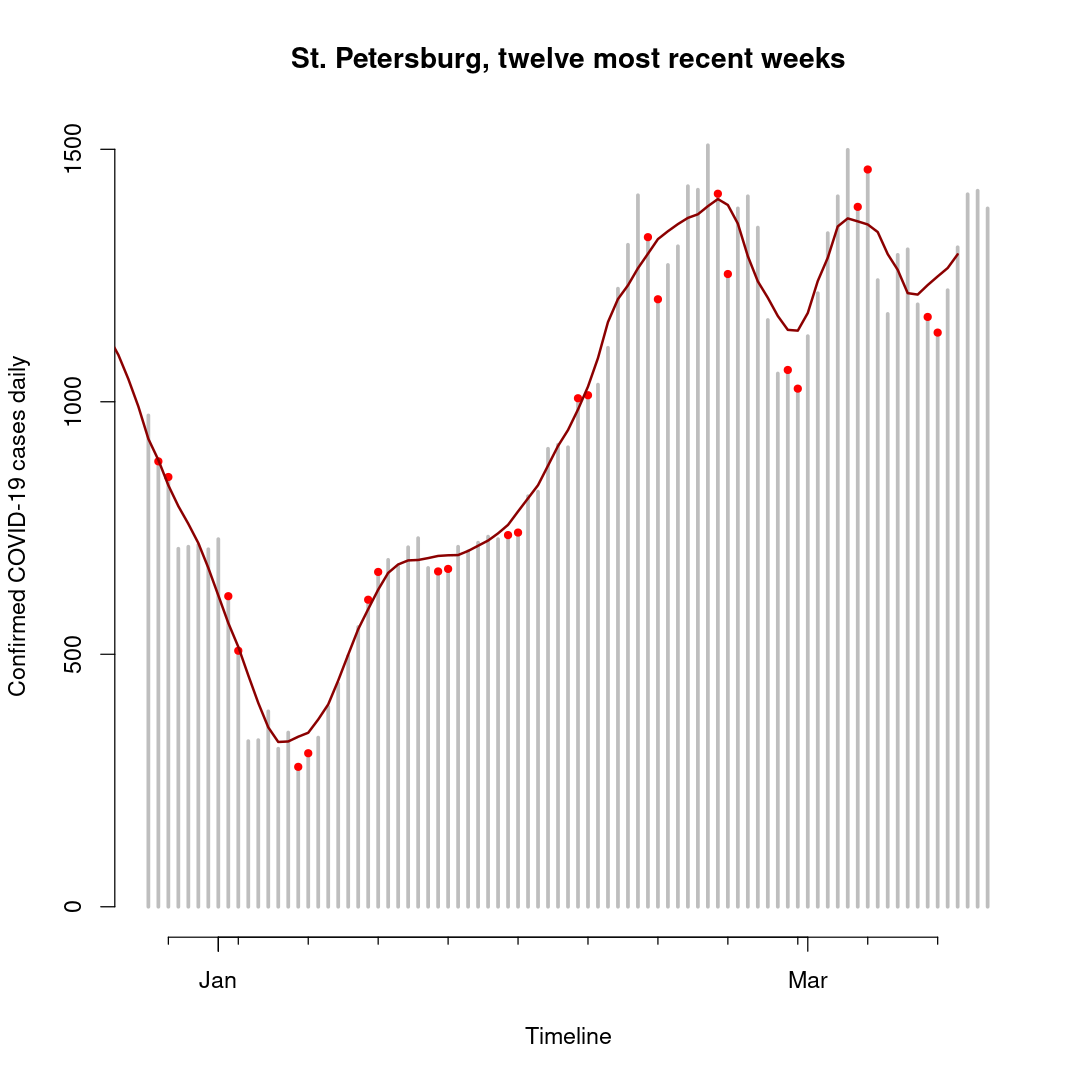 St. Petersburg, twelve most recent weeks
Confirmed COVID-19 cases daily
1500
1000
500
0
Jan
Mar
Timeline